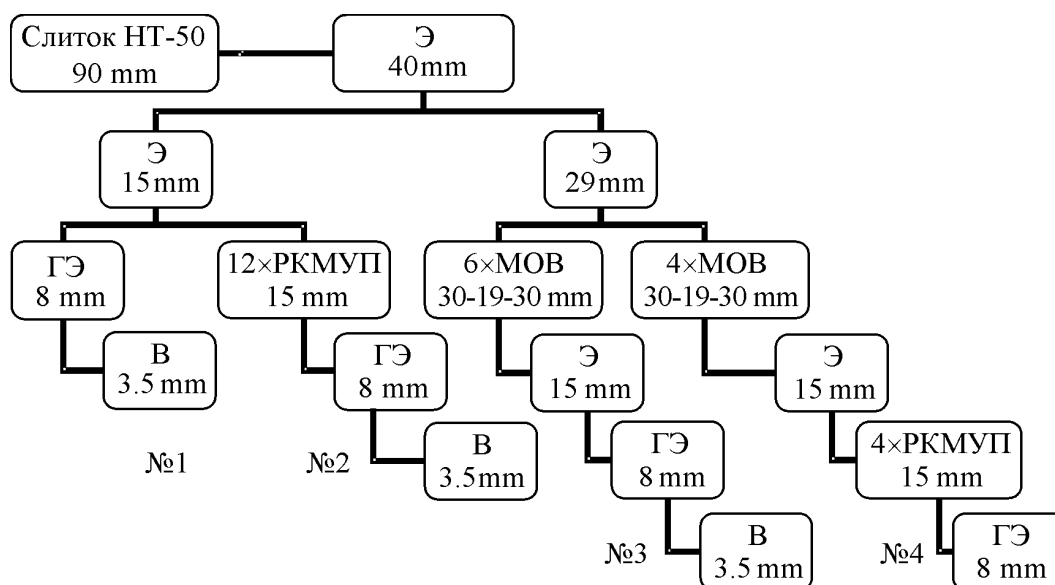 Слиток НТ-50
90 mm
Э
40mm
Э
15mm
Э
29mm
ГЭ
8 mm
12×РКМУП
15 mm
6×МОВ
30-19-30 mm
4×МОВ
30-19-30 mm
В
3.5 mm
ГЭ
8 mm
Э
15 mm
Э
15 mm
№1
№2
В
3.5mm
ГЭ
8 mm
4×РКМУП
15 mm
№3
В
3.5 mm
№4
ГЭ
8 mm